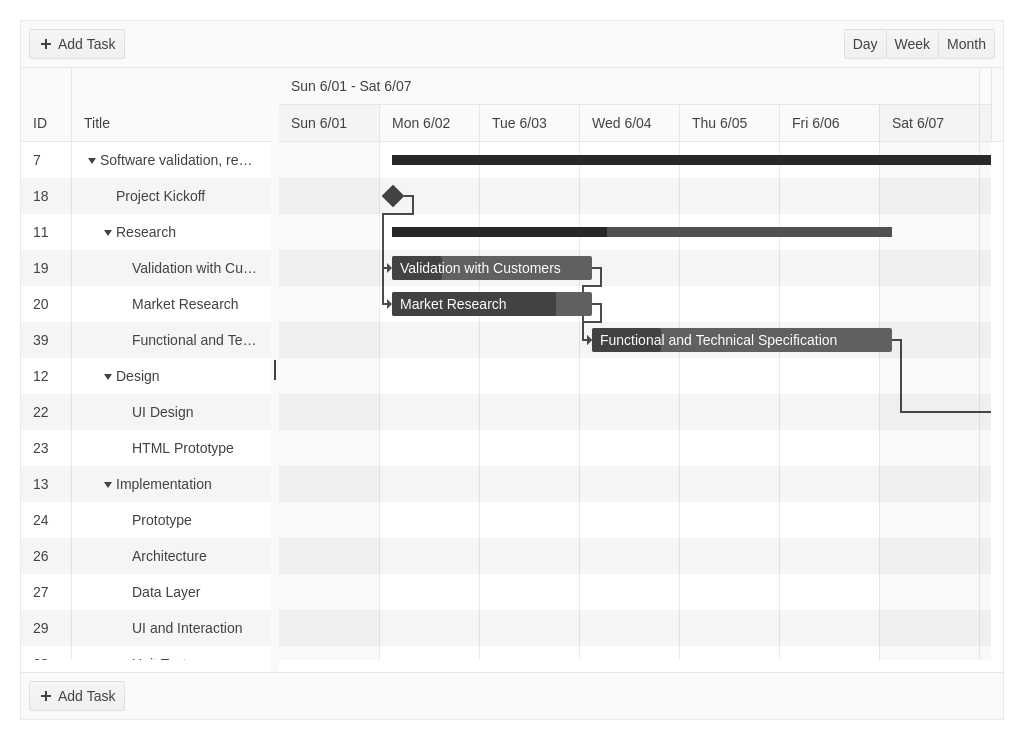 Add Task
Day Week Month
Sun 6/01 - Sat 6/07
ID Title Sun 6/01 Mon 6/02 Tue 6/03 Wed 6/04 Thu 6/05 Fri 6/06 Sat 6/07
7 Software validation, re…
18 Project Kickoff
11 Research
19 Validation with Cu… Validation with Customers
20 Market Research Market Research
39 Functional and Te… Functional and Technical Specification
12 Design
22 UI Design
23 HTML Prototype
13 Implementation
24 Prototype
26 Architecture
27 Data Layer
29 UI and Interaction
Add Task